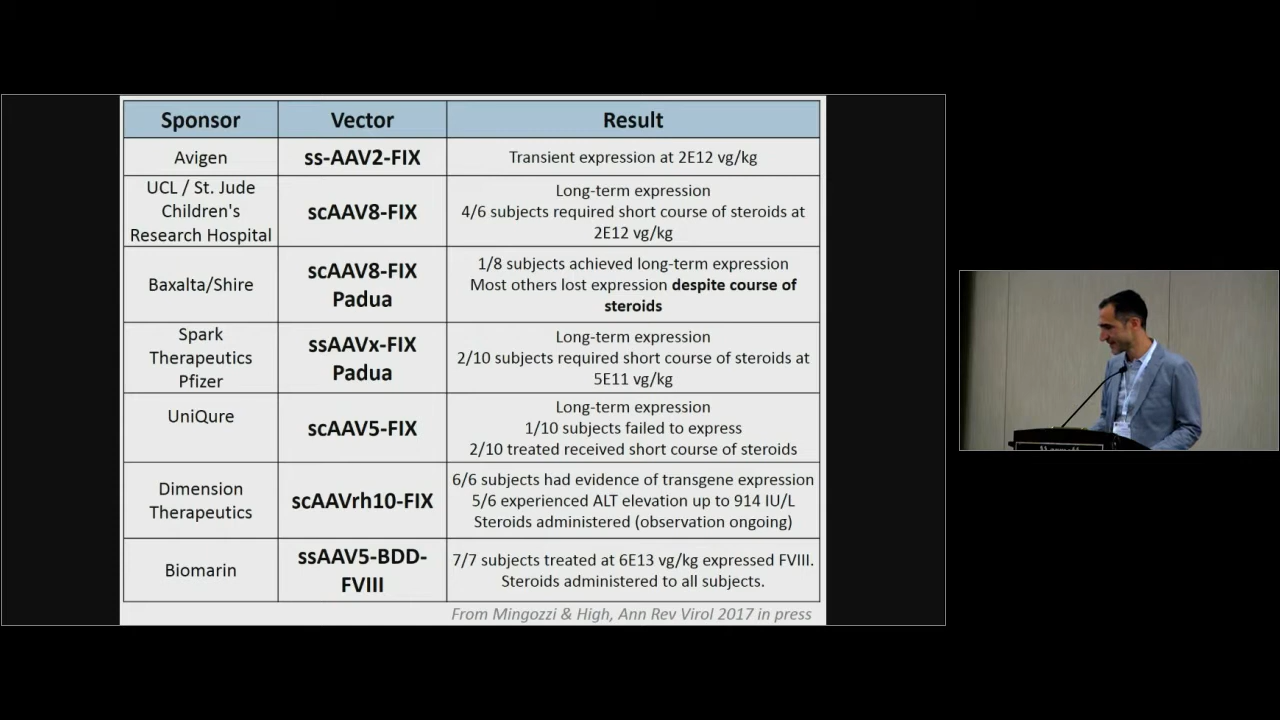 Sponsor Vector Result
Avigen ss-AAV2-FIX Transient expression at 2E12 vg/kg
UCL / St. Jude
Children's
Research Hospital
scAAV8-FIX
Long-term expression
4/6 subjects required short course of steroids at
2E12 vg/kg
Baxalta/Shire
scAAV8-FIX
Padua
1/8 subjects achieved long-term expression
Most others lost expression despite course of
steroids
Spark
Therapeutics
Pfizer
ssAAVx-FIX
Padua
Long-term expression
2/10 subjects required short course of steroids at
5E11 vg/kg
UniQure
scAAV5-FIX
Long-term expression
1/10 subjects failed to express
2/10 treated received short course of steroids
Dimension
Therapeutics
scAAVrh10-FIX
6/6 subjects had evidence of transgene expression
5/6 experienced ALT elevation up to 914 IU/L
Steroids administered (observation ongoing)
Biomarin
ssAAV5-BDD-
FVIII
7/7 subjects treated at 6E13 vg/kg expressed FVIII.
Steroids administered to all subjects.
From Mingozzi & High, Ann Rev Virol 2017 in press